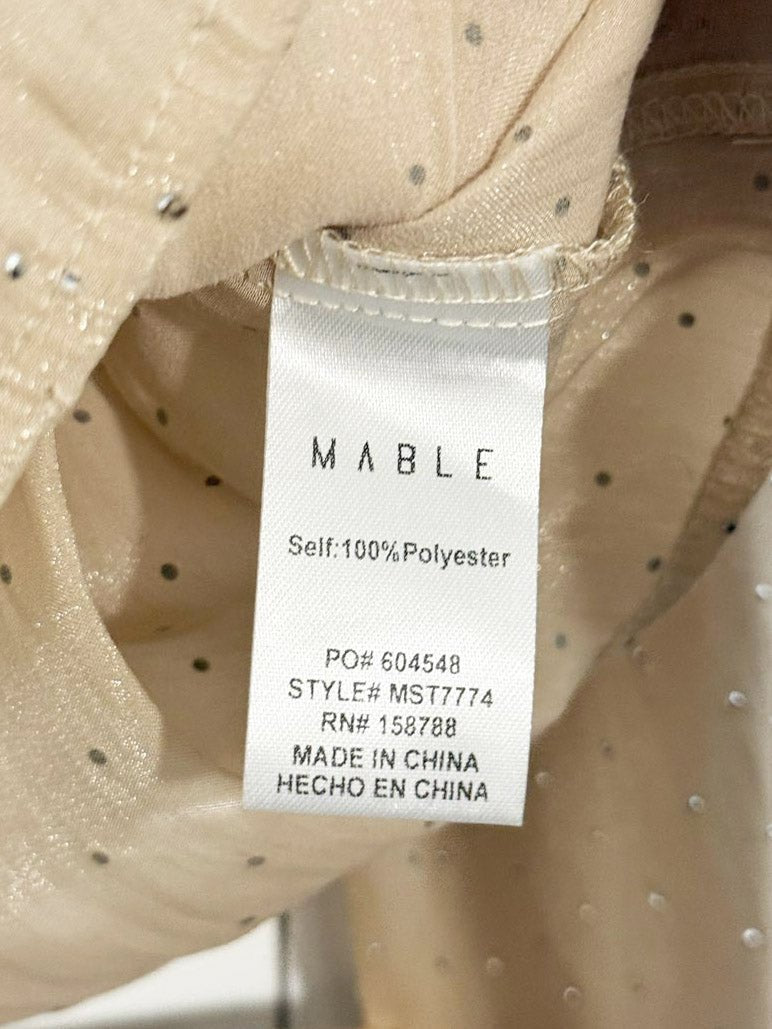 MABLE
Self:100%Polyester
PO# 604548
STYLE# MST7774
RN# 158788
MADE IN CHINA
HECHO EN CHINA